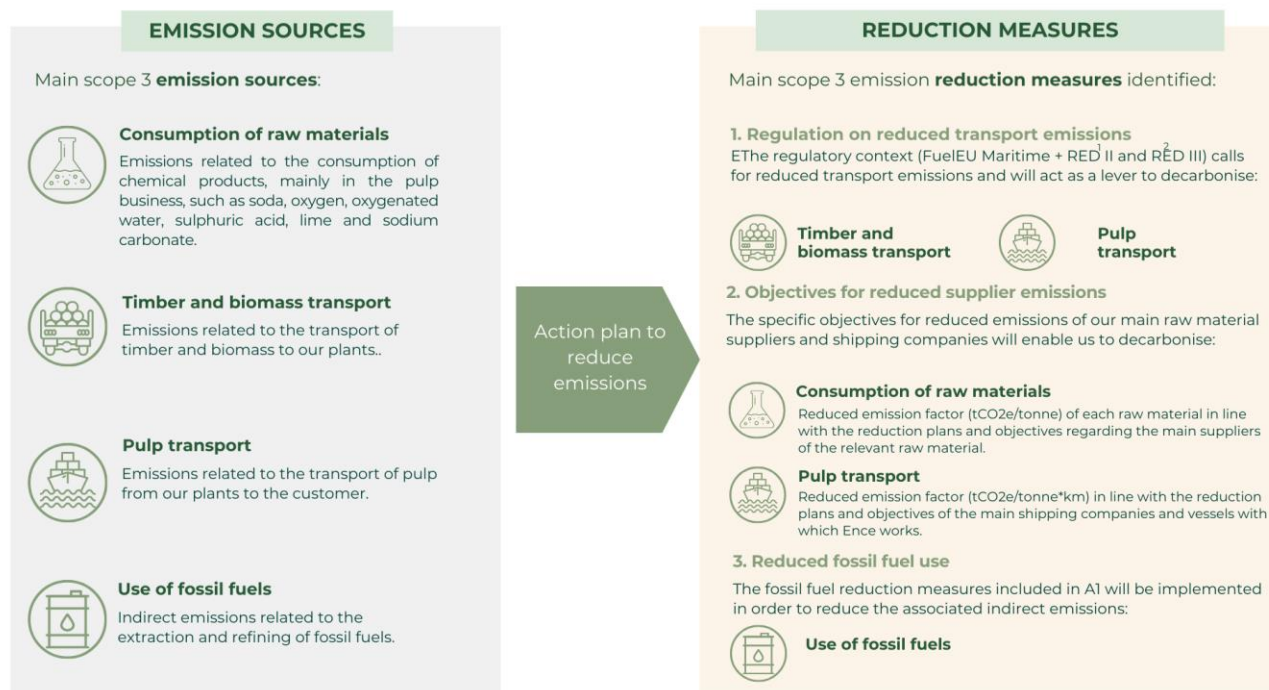 EMISSION SOURCES
Main scope 3 emission sources:
Consumption of raw materials
Emissions related to the consumption of
chemical products, mainly in the pulp
business, such as soda, oxygen, oxygenated
water, sulphuric acid, lime and sodium
carbonate.
Timber and biomass transport
Emissions related to the transport of
timber and biomass to our plants..
Pulp transport
Emissions related to the transport of pulp
from our plants to the customer.
Use of fossil fuels
Indirect emissions related to the
extraction and refining of fossil fuels.
Action plan to
reduce
emissions
REDUCTION MEASURES
Main scope 3 emission reduction measures identified:
1. Regulation on reduced transport emissions
EThe regulatory context (FuelEU Maritime + RED1 II and RED2 III) calls
for reduced transport emissions and will act as a lever to decarbonise:
Timber and
biomass transport
Pulp
transport
2. Objectives for reduced supplier emissions
The specific objectives for reduced emissions of our main raw material
suppliers and shipping companies will enable us to decarbonise:
Consumption of raw materials
Reduced emission factor (tCO2e/tonne) of each raw material in line
with the reduction plans and objectives regarding the main suppliers
of the relevant raw material.
Pulp transport
Reduced emission factor (tCO2e/tonne*km) in line with the reduction
plans and objectives of the main shipping companies and vessels with
which Ence works.
3. Reduced fossil fuel use
The fossil fuel reduction measures included in A1 will be implemented
in order to reduce the associated indirect emissions:
Use of fossil fuels